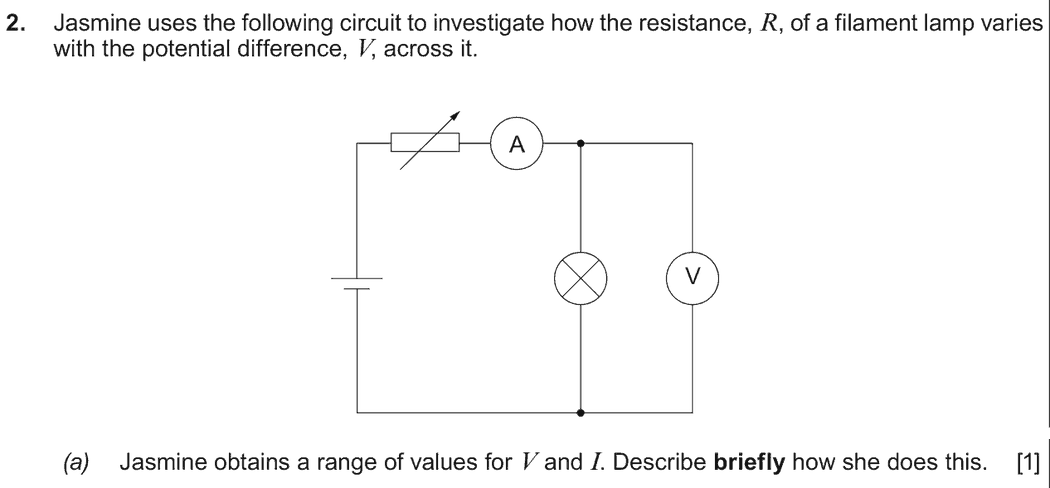 2. Jasmine uses the following circuit to investigate how the resistance, R, of a filament lamp varies
with the potential difference, V, across it.
A
V
(a) Jasmine obtains a range of values for V and I. Describe briefly how she does this. [1]